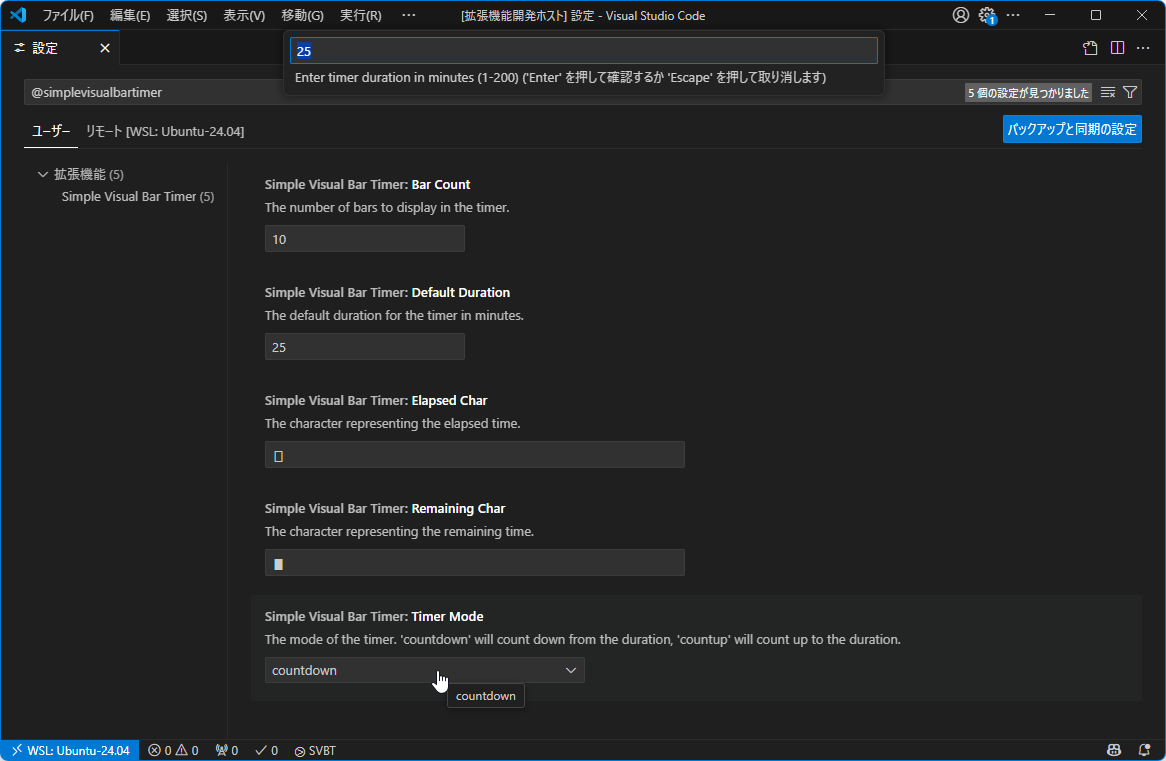 ファイル(F) 編集(E) 選択(S) 表示(V) 移動(G) 実行(R) ··· [拡張機能開発ホスト] 設定 - Visual Studio Code 1
設定
25
Enter timer duration in minutes (1-200) ('Enter' を押して確認するか 'Escape' を押して取り消します)
@simplevisualbartimer 5 個の設定が見つかりました
ユーザー リモート [WSL: Ubuntu-24.04] バックアップと同期の設定
拡張機能 (5)
Simple Visual Bar Timer (5)
Simple Visual Bar Timer: Bar Count
The number of bars to display in the timer.
10
Simple Visual Bar Timer: Default Duration
The default duration for the timer in minutes.
25
Simple Visual Bar Timer: Elapsed Char
The character representing the elapsed time.
▯
Simple Visual Bar Timer: Remaining Char
The character representing the remaining time.
▮
Simple Visual Bar Timer: Timer Mode
The mode of the timer. 'countdown' will count down from the duration, 'countup' will count up to the duration.
countdown
countdown
WSL: Ubuntu-24.04 0 0 0 0 SVBT